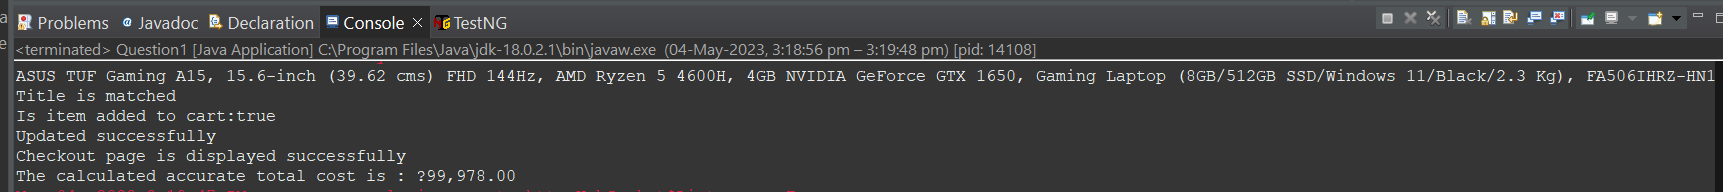 Problems Javadoc Declaration Console TestNG
<terminated> Question1 [Java Application] C:\Program Files\Java\jdk-18.0.2.1\bin\javaw.exe (04-May-2023, 3:18:56 pm – 3:19:48 pm) [pid: 14108]
ASUS TUF Gaming A15, 15.6-inch (39.62 cms) FHD 144Hz, AMD Ryzen 5 4600H, 4GB NVIDIA GeForce GTX 1650, Gaming Laptop (8GB/512GB SSD/Windows 11/Black/2.3 Kg), FA506IHRZ-HN1
Title is matched
Is item added to cart:true
Updated successfully
Checkout page is displayed successfully
The calculated accurate total cost is : ?99,978.00